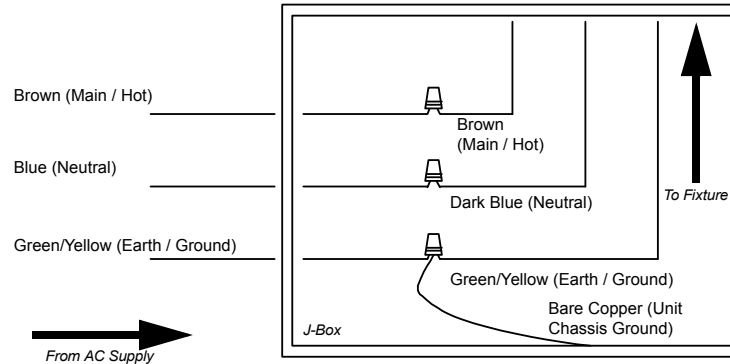 Brown (Main / Hot)
Brown
(Main / Hot)
Blue (Neutral)
Dark Blue (Neutral)
To Fixture
Green/Yellow (Earth / Ground)
Green/Yellow (Earth / Ground)
Bare Copper (Unit
Chassis Ground)
J-Box
From AC Supply